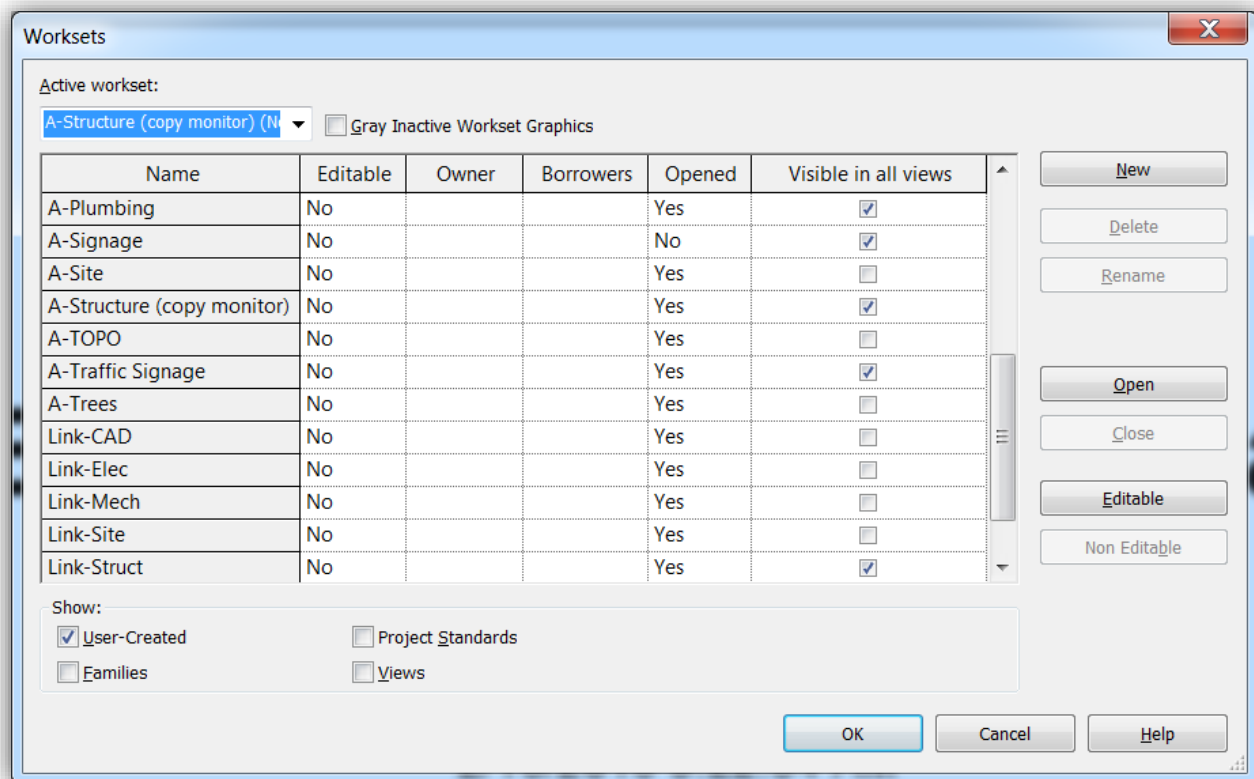 Worksets
Active workset:
A-Structure (copy monitor) Gray Inactive Workset Graphics
Name Editable Owner Borrowers Opened Visible in all views
A-Plumbing No Yes
A-Signage No No
A-Site No Yes
A-Structure (copy monitor) No Yes
A-TOPO No Yes
A-Traffic Signage No Yes
A-Trees No Yes
Link-CAD No Yes
Link-Elec No Yes
Link-Mech No Yes
Link-Site No Yes
Link-Struct No Yes
New
Delete
Rename
Open
Close
Editable
Non Editable
Show:
User-Created Project Standards
Families Views
OK Cancel Help